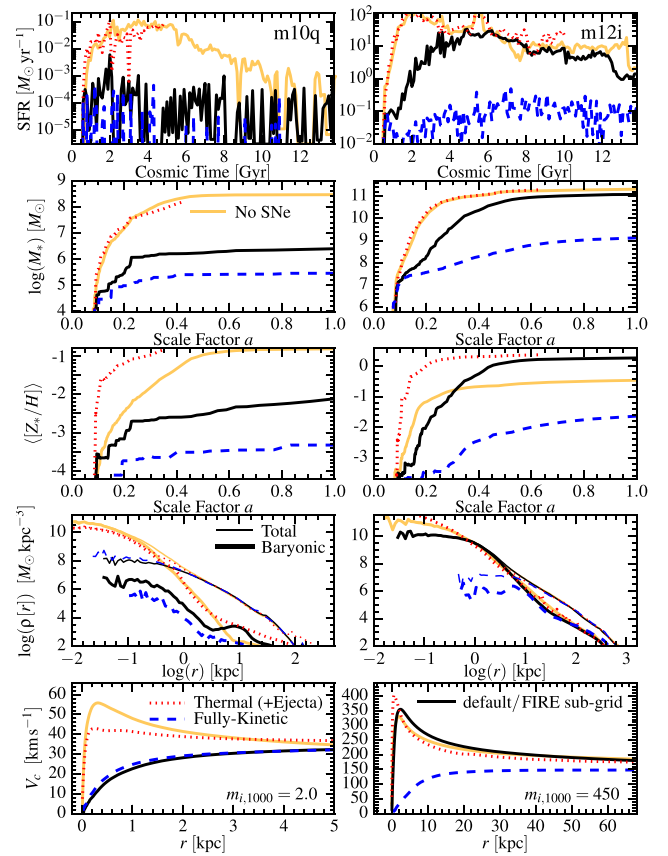 SFR [M⊙ yr⁻¹]
10⁻¹
10⁻²
10⁻³
10⁻⁴
10⁻⁵
m10q
0 2 4 6 8 10 12
Cosmic Time [Gyr]
10²
10¹
10⁰
10⁻¹
10⁻²
m12i
0 2 4 6 8 10 12
Cosmic Time [Gyr]
log(M*) [M⊙]
9
8
7
6
5
4
No SNe
0.0 0.2 0.4 0.6 0.8 1.0
Scale Factor a
11
10
9
8
7
6
0.0 0.2 0.4 0.6 0.8 1.0
Scale Factor a
⟨[Z*/H]⟩
-1
-2
-3
-4
0.0 0.2 0.4 0.6 0.8 1.0
Scale Factor a
0
-1
-2
-3
0.0 0.2 0.4 0.6 0.8 1.0
Scale Factor a
log(ρ[r]) [M⊙ kpc⁻³]
10
8
6
4
2
Total
Baryonic
−2 −1 0 1 2
log(r) [kpc]
10
8
6
4
2
−2 −1 0 1 2 3
log(r) [kpc]
V_c [km s⁻¹]
60
50
40
30
20
10
0
Thermal (+Ejecta)
Fully-Kinetic
m_{i,1000} = 2.0
0 1 2 3 4 5
r [kpc]
400
350
300
250
200
150
100
50
0
default/FIRE sub-grid
m_{i,1000} = 450
0 10 20 30 40 50 60
r [kpc]